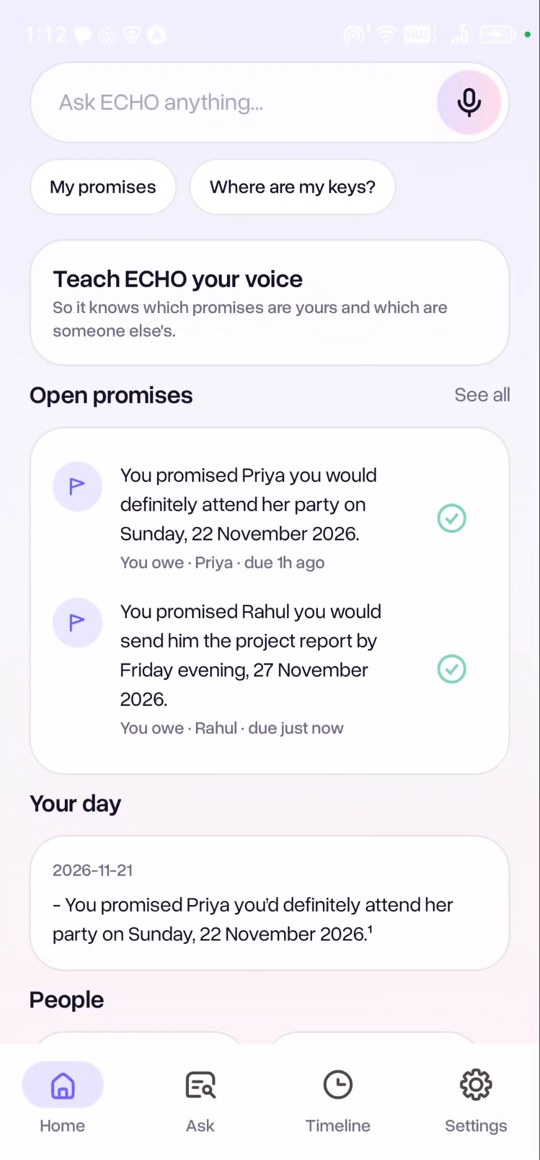 1:12
Ask ECHO anything...
My promises
Where are my keys?
Teach ECHO your voice
So it knows which promises are yours and which are
someone else's.
Open promises
See all
You promised Priya you would
definitely attend her party on
Sunday, 22 November 2026.
You owe · Priya · due 1h ago
You promised Rahul you would
send him the project report by
Friday evening, 27 November
2026.
You owe · Rahul · due just now
Your day
2026-11-21
- You promised Priya you'd definitely attend her
party on Sunday, 22 November 2026.¹
People
Home
Ask
Timeline
Settings